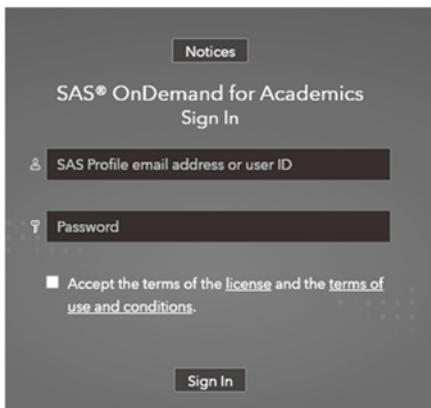 Notices
SAS® OnDemand for Academics
Sign In
SAS Profile email address or user ID
Password
Accept the terms of the license and the terms of
use and conditions.
Sign In